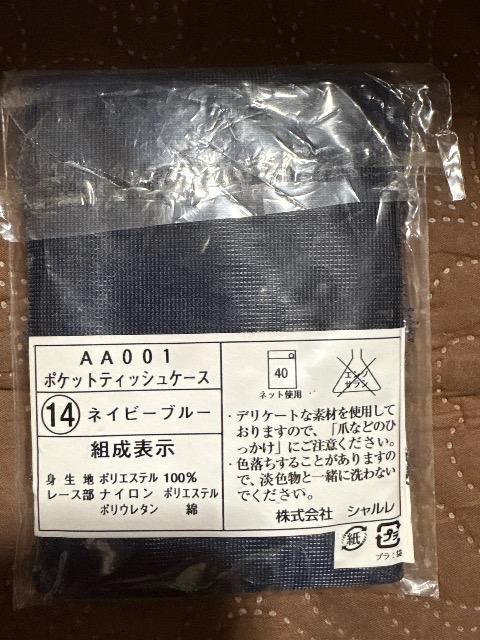 AA001
ポケットティッシュケース
14 ネイビーブルー
組成表示
身生地 ポリエステル 100%
レース部 ナイロン ポリエステル
ポリウレタン 綿
40
ネット使用
エンソ
サラシ
・デリケートな素材を使用して
おりますので、「爪などのひ
っかけ」にご注意ください。
・色落ちすることがありますの
で、淡色物と一緒に洗わない
でください。
株式会社 シャルレ
紙
プラ
プラ:袋